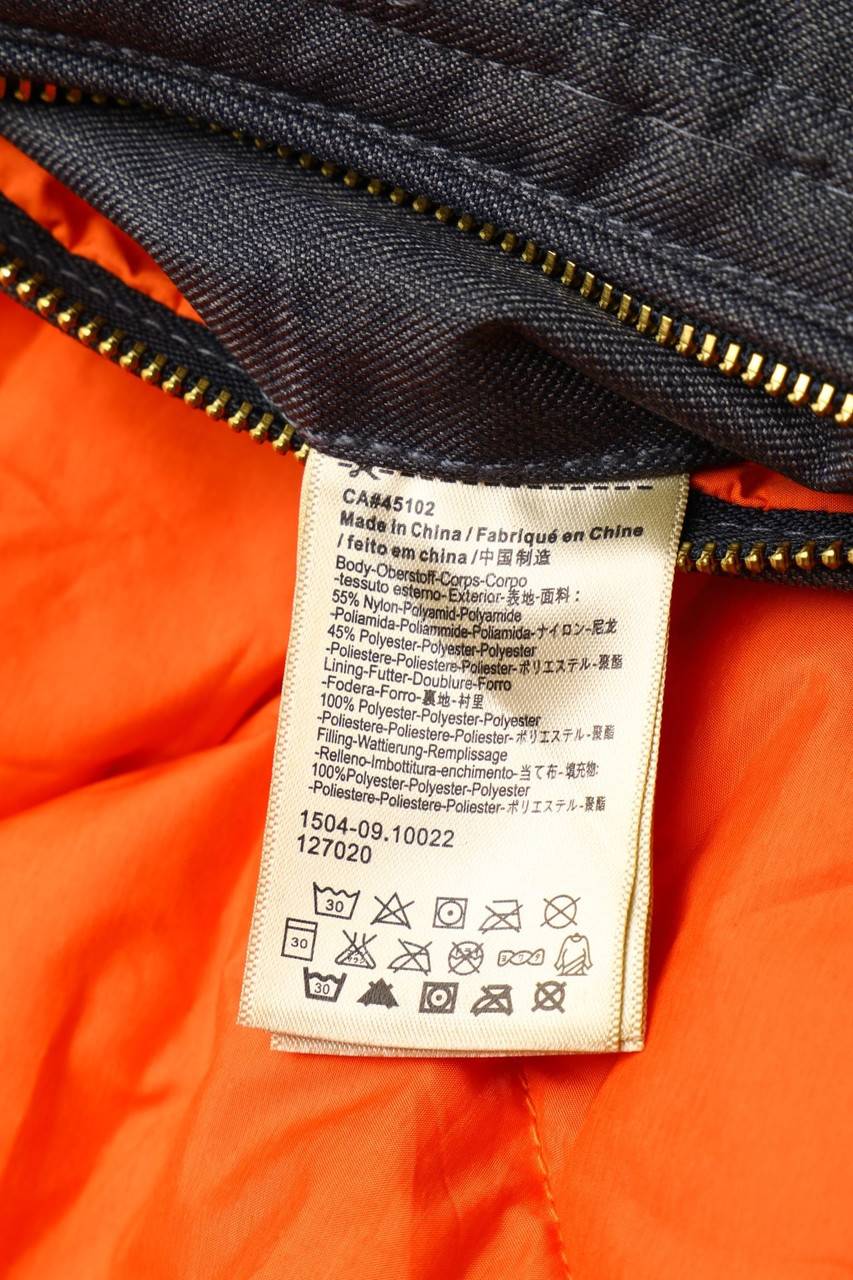 CA#45102
Made in China / Fabriqué en Chine
/ feito em china /中国制造
Body-Oberstoff-Corps-Corpo
-tessuto esterno-Exterior-表地-面料：
55% Nylon-Polyamid-Polyamide
-Poliamida-Poliammide-Poliamida-ナイロン-尼龙
45% Polyester-Polyester-Polyester
-Poliestere-Poliestere-Poliester-ポリエステル-聚酯
Lining-Futter-Doublure-Forro
-Fodera-Forro-裏地-衬里
100% Polyester-Polyester-Polyester
-Poliestere-Poliestere-Poliester-ポリエステル-聚酯
Filling-Wattierung-Remplissage
-Relleno-Imbottitura-enchimento-当て布-填充物:
100%Polyester-Polyester-Polyester
-Poliestere-Poliestere-Poliester-ポリエステル-聚酯
1504-09.10022
127020
30
30
30